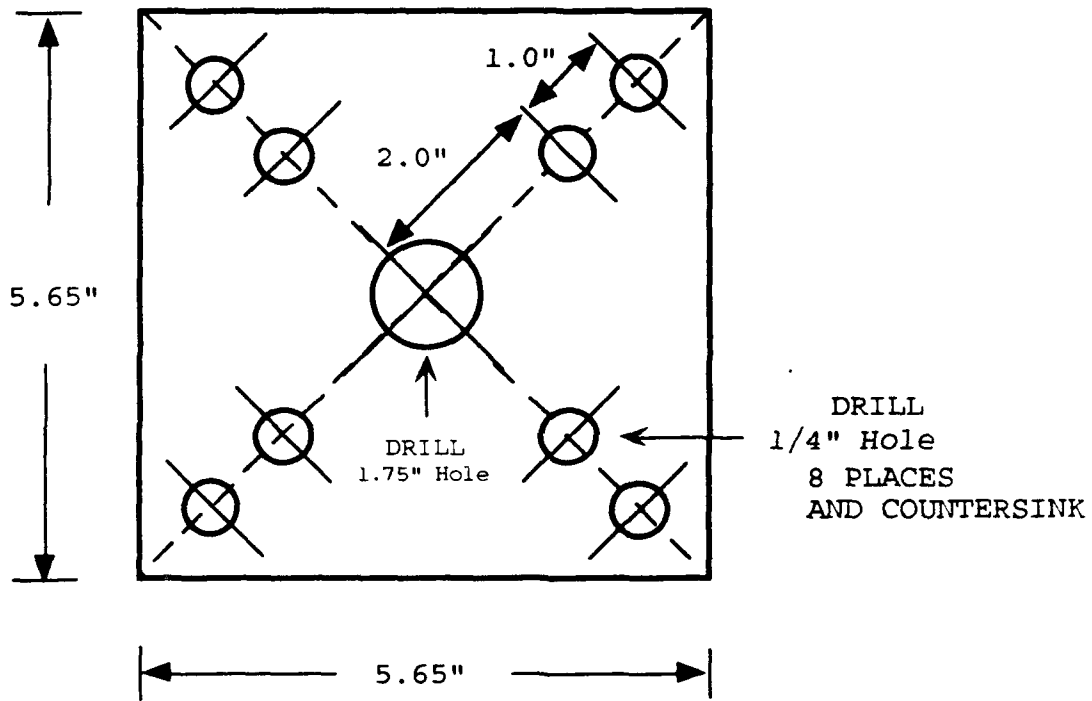 1.0"
2.0"
5.65"
DRILL
1.75" Hole
DRILL
1/4" Hole
8 PLACES
AND COUNTERSINK
5.65"